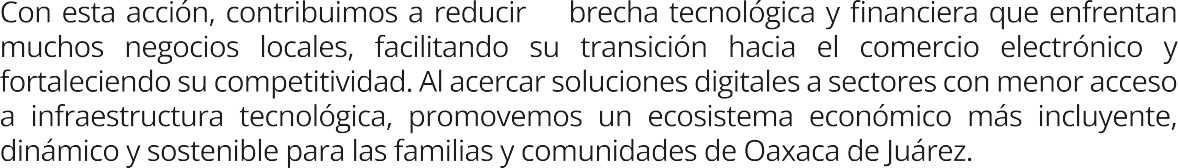 Con esta acción, contribuimos a reducir brecha tecnológica y financiera que enfrentan
muchos negocios locales, facilitando su transición hacia el comercio electrónico y
fortaleciendo su competitividad. Al acercar soluciones digitales a sectores con menor acceso
a infraestructura tecnológica, promovemos un ecosistema económico más incluyente,
dinámico y sostenible para las familias y comunidades de Oaxaca de Juárez.